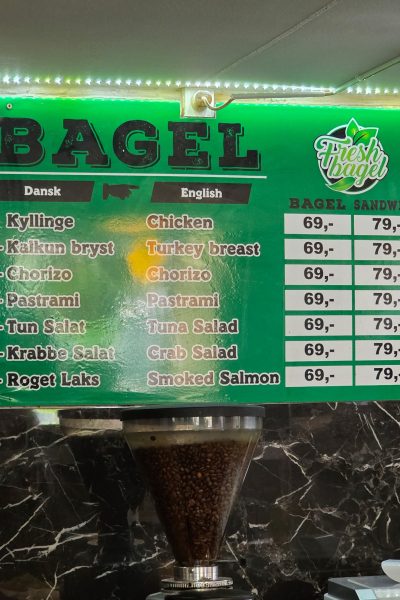 BAGEL
Fresh
bagel
Dansk English
BAGEL SANDW
Kyllinge Chicken 69,- 79,-
Kalkun bryst Turkey breast 69,- 79,-
Chorizo Chorizo 69,- 79,-
Pastrami Pastrami 69,- 79,-
Tun Salat Tuna Salad 69,- 79,-
Krabbe Salat Crab Salad 69,- 79,-
Roget Laks Smoked Salmon 69,- 79,-